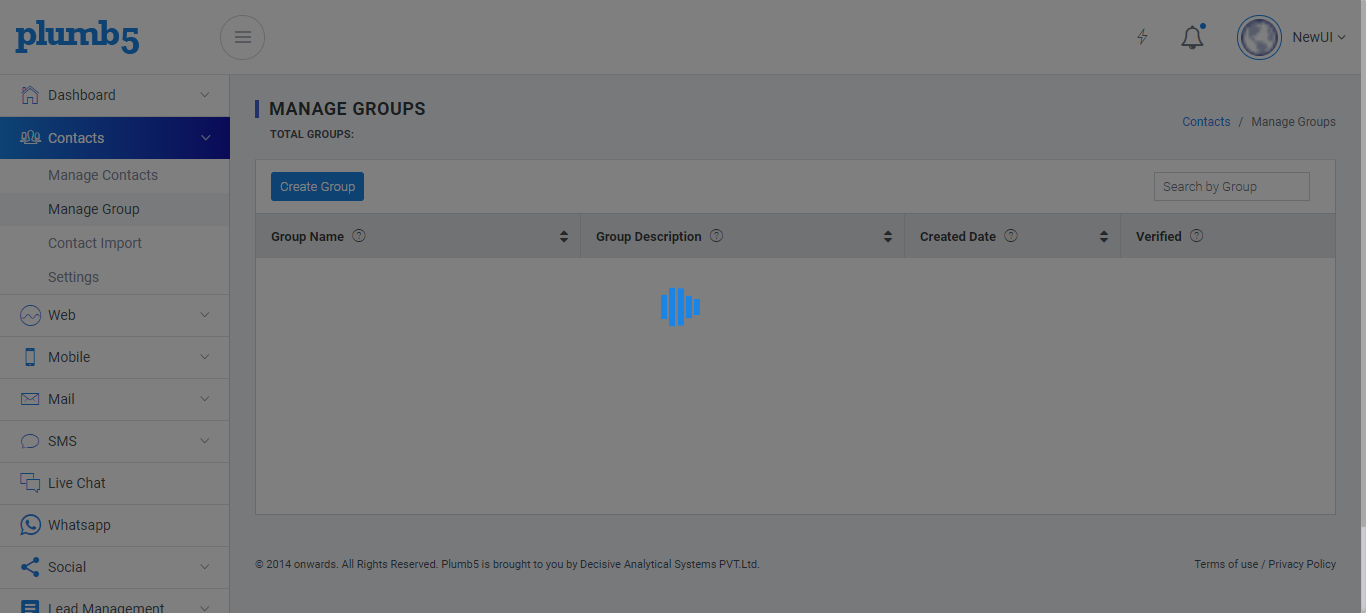 plumb5
NewUI
Dashboard
Contacts
Manage Contacts
Manage Group
Contact Import
Settings
Web
Mobile
Mail
SMS
Live Chat
Whatsapp
Social
Lead Management
MANAGE GROUPS
TOTAL GROUPS:
Contacts / Manage Groups
Create Group
Search by Group
Group Name ? Group Description ? Created Date ? Verified ?
© 2014 onwards. All Rights Reserved. Plumb5 is brought to you by Decisive Analytical Systems PVT.Ltd.
Terms of use / Privacy Policy